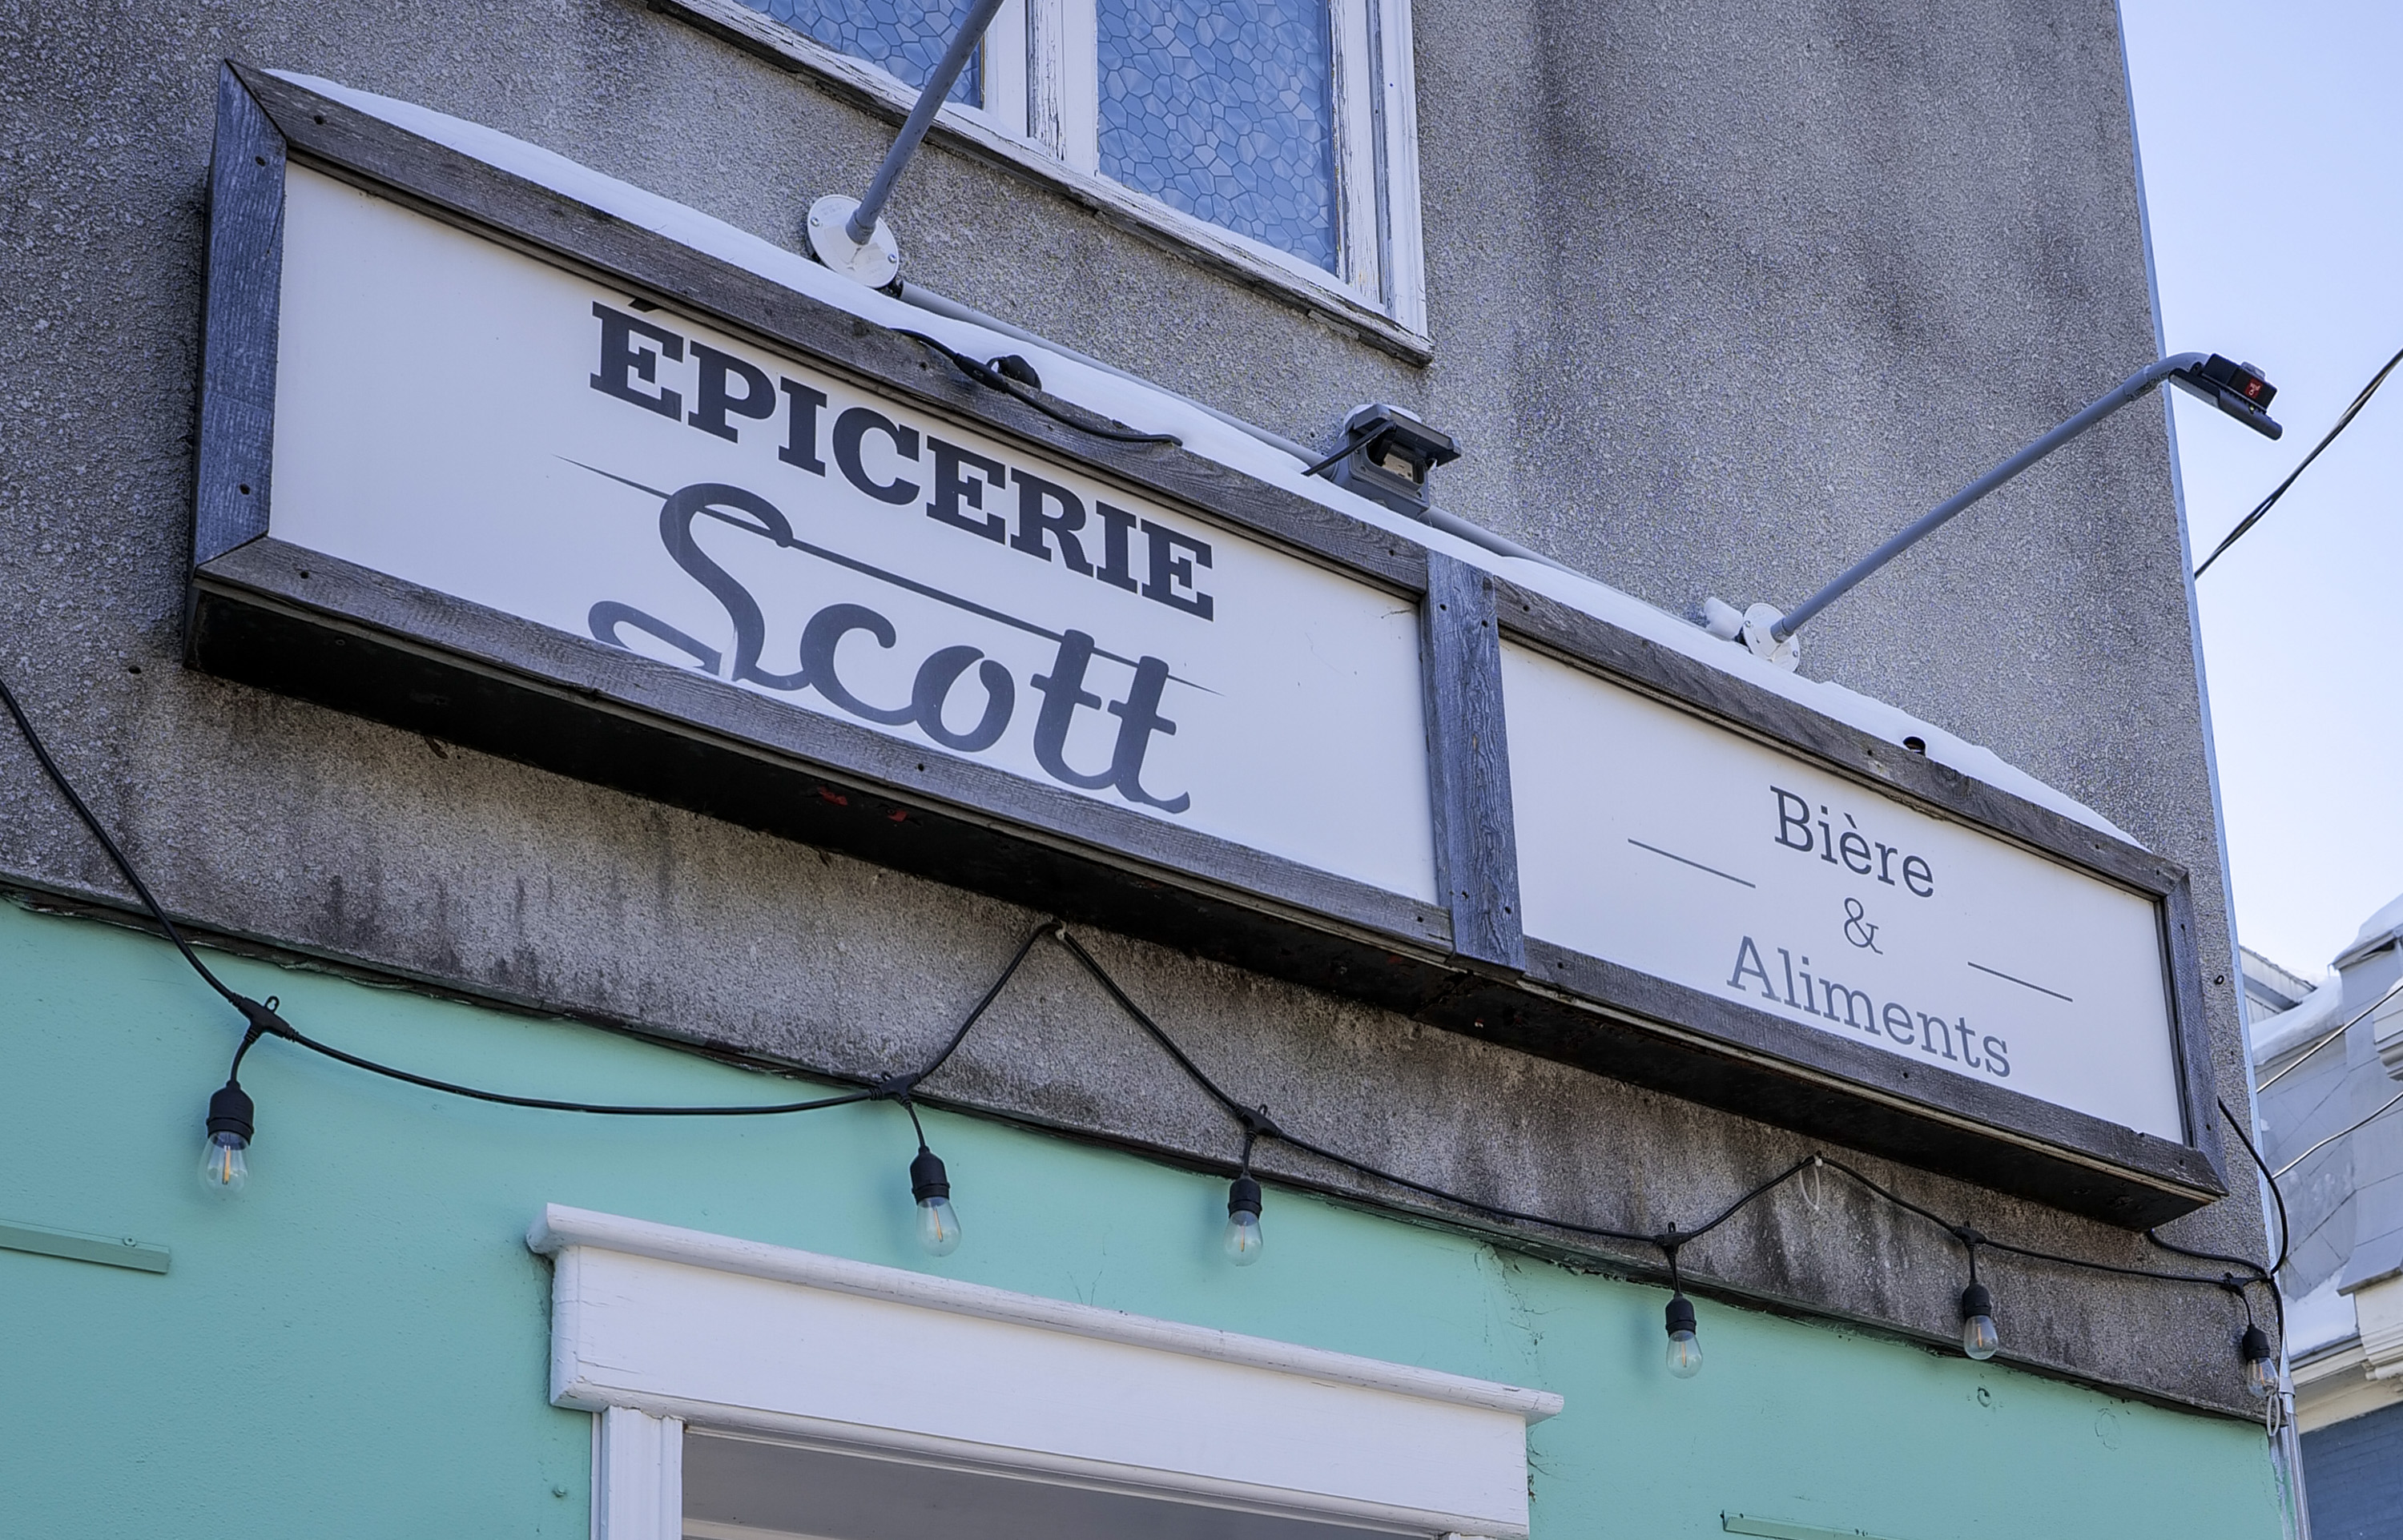 ÉPICERIE
Scott
Bière
&
Aliments